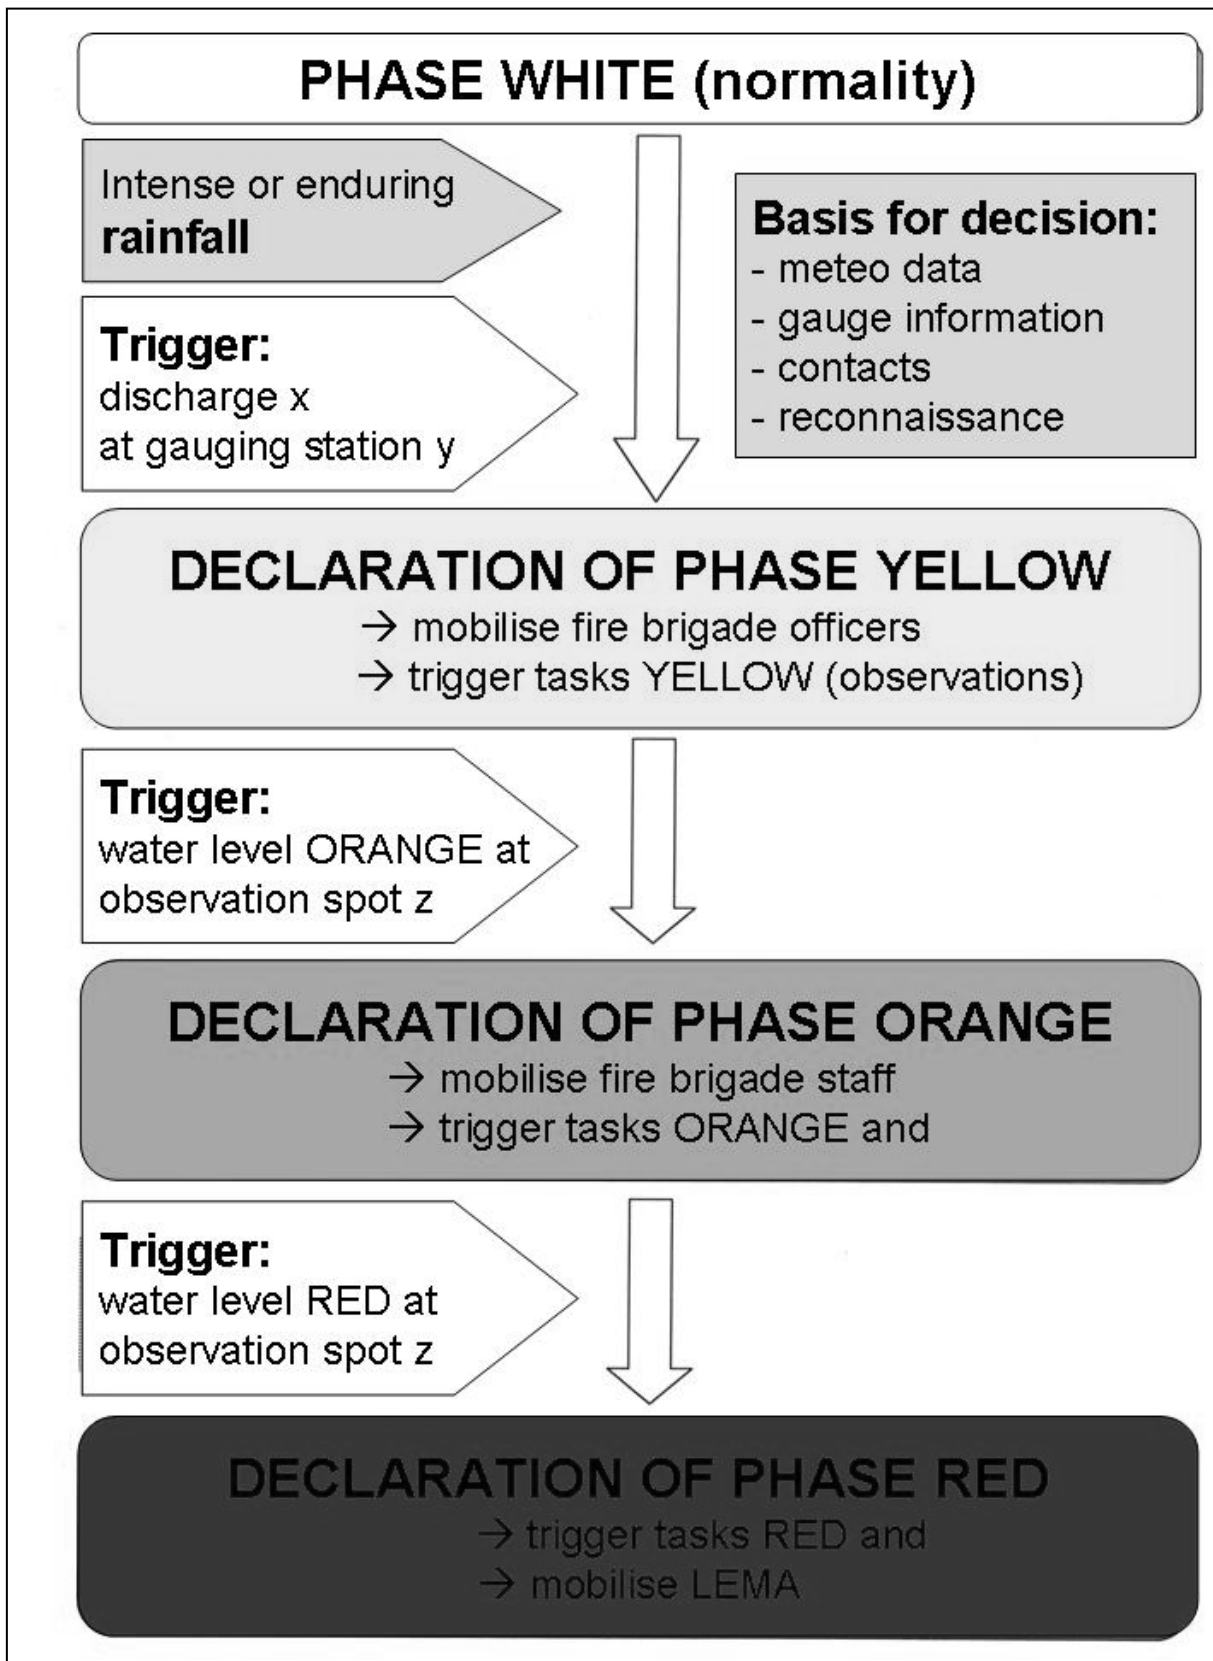 PHASE WHITE (normality)
Intense or enduring
rainfall
Trigger:
discharge x
at gauging station y
Basis for decision:
- meteo data
- gauge information
- contacts
- reconnaissance
DECLARATION OF PHASE YELLOW
→ mobilise fire brigade officers
→ trigger tasks YELLOW (observations)
Trigger:
water level ORANGE at
observation spot z
DECLARATION OF PHASE ORANGE
→ mobilise fire brigade staff
→ trigger tasks ORANGE and
Trigger:
water level RED at
observation spot z
DECLARATION OF PHASE RED
→ trigger tasks RED and
→ mobilise LEMA